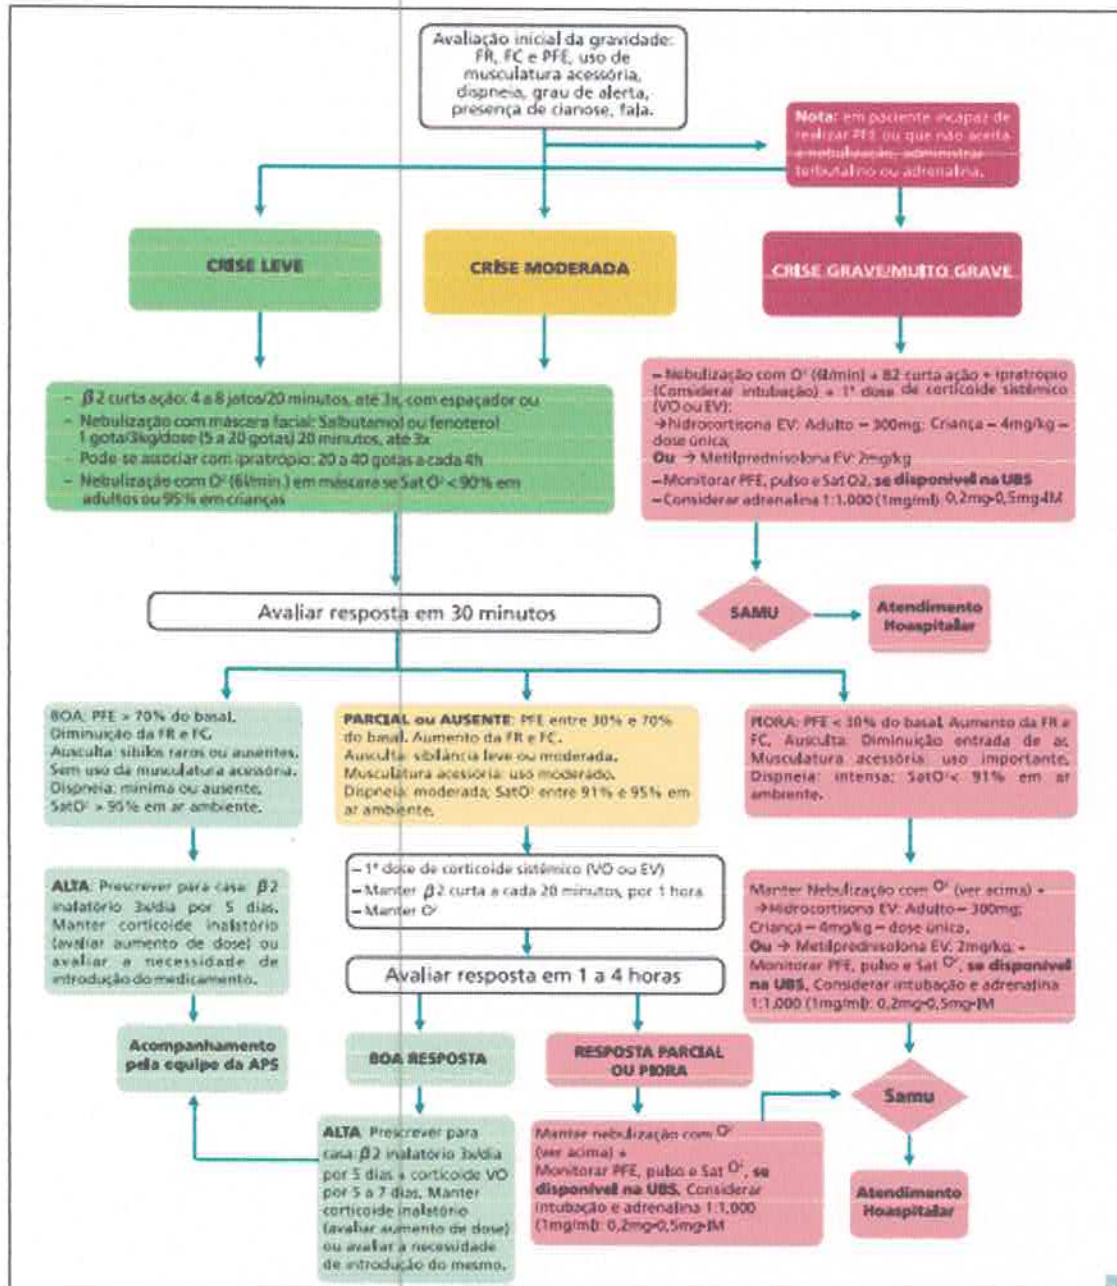 Avaliação inicial da gravidade:
FR, FC e PFE, uso de
musculatura acessória,
dispneia, grau de alerta,
presença de cianose, fala.
Nota: em paciente incapaz de
realizar PFE ou que não aceita
a nebulização, administrar
terbutalino ou adrenalina.
CRISE LEVE
CRISE MODERADA
CRISE GRAVE/MUITO GRAVE
– β2 curta ação: 4 a 8 jatos/20 minutos, até 3x, com espaçador ou
– Nebulização com máscara facial: Salbutamol ou fenoterol
1 gota/3kg/dose (5 a 20 gotas) 20 minutos, até 3x
– Pode-se associar com ipratrópio: 20 a 40 gotas a cada 4h
– Nebulização com O² (6l/min.) em máscara se Sat O² < 90% em
adultos ou 95% em crianças
– Nebulização com O² (6l/min) + B2 curta ação + ipratrópio
(Considerar intubação) + 1ª dose de corticoide sistêmico
(VO ou EV):
→hidrocortisona EV: Adulto – 300mg; Criança – 4mg/kg –
dose única;
Ou → Metilprednisolona EV: 2mg/kg
– Monitorar PFE, pulso e Sat O2, se disponível na UBS
– Considerar adrenalina 1:1.000 (1mg/ml): 0,2mg-0,5mg-IM
Avaliar resposta em 30 minutos
SAMU
Atendimento
Hoaspitalar
BOA: PFE > 70% do basal.
Diminuição da FR e FC.
Ausculta: sibilos raros ou ausentes.
Sem uso da musculatura acessória.
Dispneia: mínima ou ausente.
SatO² > 95% em ar ambiente.
PARCIAL ou AUSENTE: PFE entre 30% e 70%
do basal. Aumento da FR e FC.
Ausculta: sibilância leve ou moderada.
Musculatura acessória: uso moderado.
Dispneia: moderada; SatO² entre 91% e 95% em
ar ambiente.
PIORA: PFE < 30% do basal. Aumento da FR e
FC. Ausculta: Diminuição entrada de ar.
Musculatura acessória: uso importante.
Dispneia: intensa; SatO²< 91% em ar
ambiente.
ALTA: Prescrever para casa: β2
inalatório 3x/dia por 5 dias.
Manter corticoide inalatório
(avaliar aumento de dose) ou
avaliar a necessidade de
introdução do medicamento.
– 1ª dose de corticoide sistêmico (VO ou EV)
– Manter β2 curta a cada 20 minutos, por 1 hora
– Manter O²
Manter Nebulização com O² (ver acima) +
→Hidrocortisona EV: Adulto – 300mg;
Criança – 4mg/kg – dose única.
Ou → Metilprednisolona EV: 2mg/kg; +
Monitorar PFE, pulso e Sat O², se disponível
na UBS. Considerar intubação e adrenalina
1:1.000 (1mg/ml): 0,2mg-0,5mg-IM
Avaliar resposta em 1 a 4 horas
Acompanhamento
pela equipe da APS
BOA RESPOSTA
RESPOSTA PARCIAL
OU PIORA
Samu
ALTA: Prescrever para
casa: β2 inalatório 3x/dia
por 5 dias + corticoide VO
por 5 a 7 dias. Manter
corticoide inalatório
(avaliar aumento de dose)
ou avaliar a necessidade
de introdução do mesmo.
Manter nebulização com O²
(ver acima) +
Monitorar PFE, pulso e Sat O², se
disponível na UBS. Considerar
intubação e adrenalina 1:1.000
(1mg/ml): 0,2mg-0,5mg-IM
Atendimento
Hoaspitalar